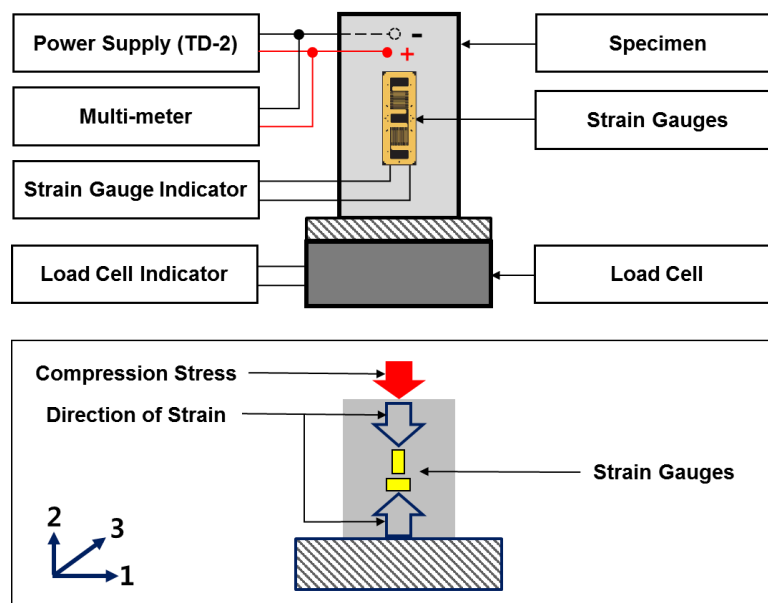 Power Supply (TD-2)
-
+
Specimen
Multi-meter
Strain Gauges
Strain Gauge Indicator
Load Cell Indicator
Load Cell
Compression Stress
Direction of Strain
Strain Gauges
2
3
1